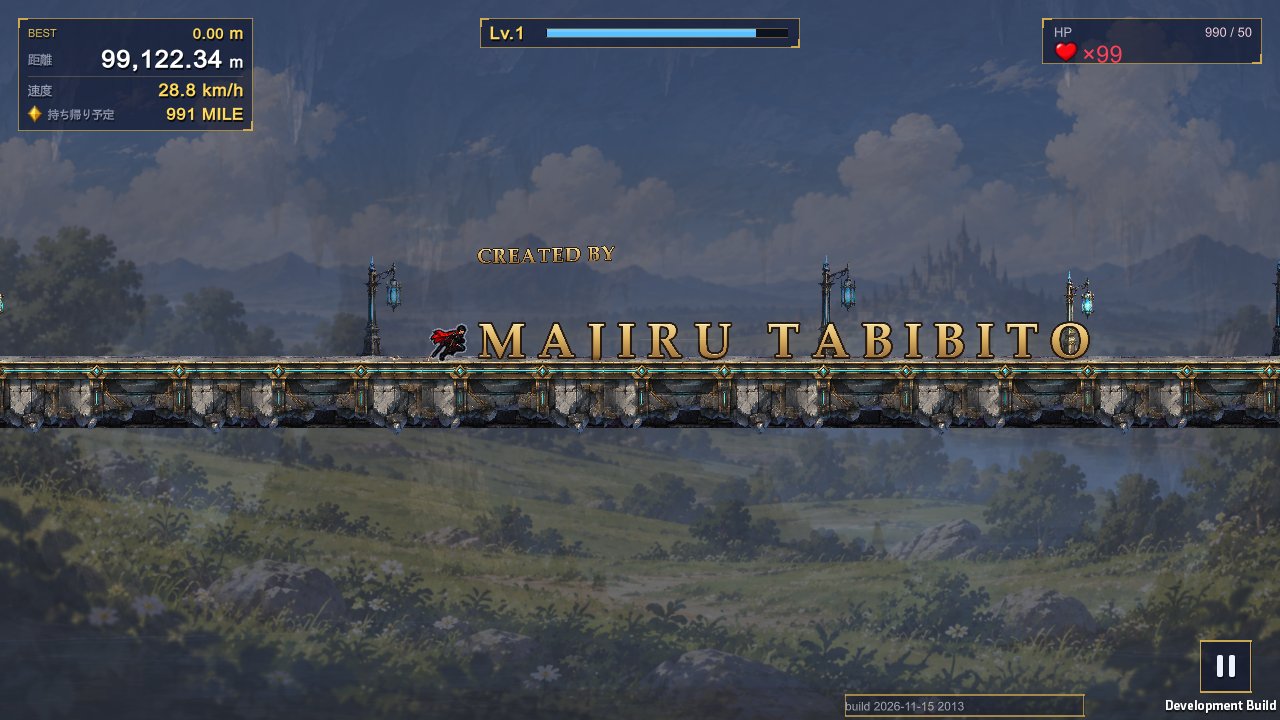 BEST 0.00 m
距離 99,122.34 m
速度 28.8 km/h
持ち帰り予定 991 MILE
Lv.1
HP 990 / 50
×99
CREATED BY
MAJIRU TABIBITO
build 2026-11-15 2013
Development Build